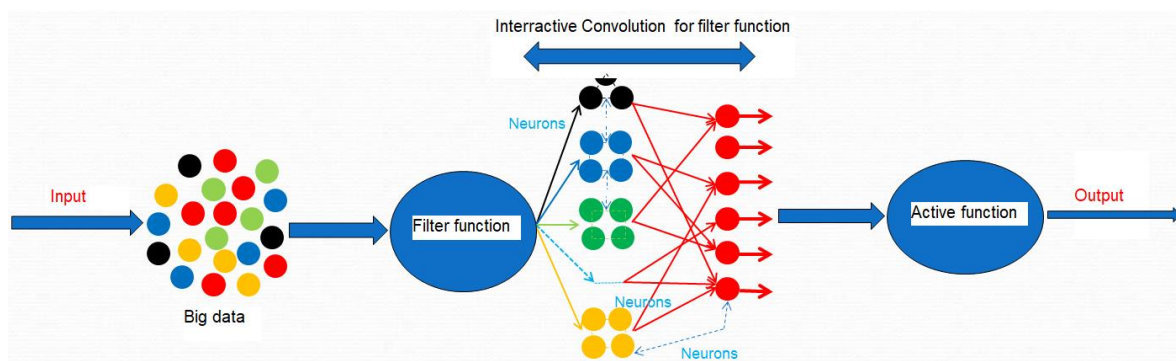 Interractive Convolution for filter function
Neurons
Input
Filter function
Active function
Output
Neurons
Big data
Neurons